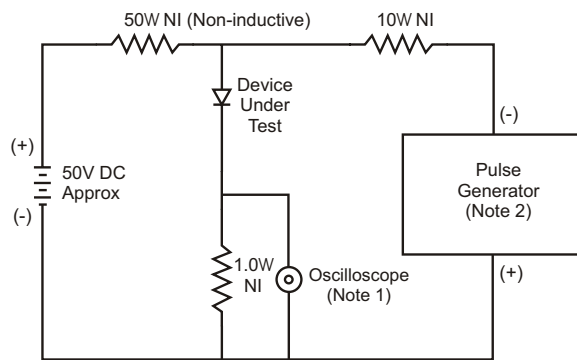 50W NI (Non-inductive)
10W NI
Device
Under
Test
(-)
(+)
50V DC
Approx
(-)
Pulse
Generator
(Note 2)
1.0W
NI
Oscilloscope
(Note 1)
(+)